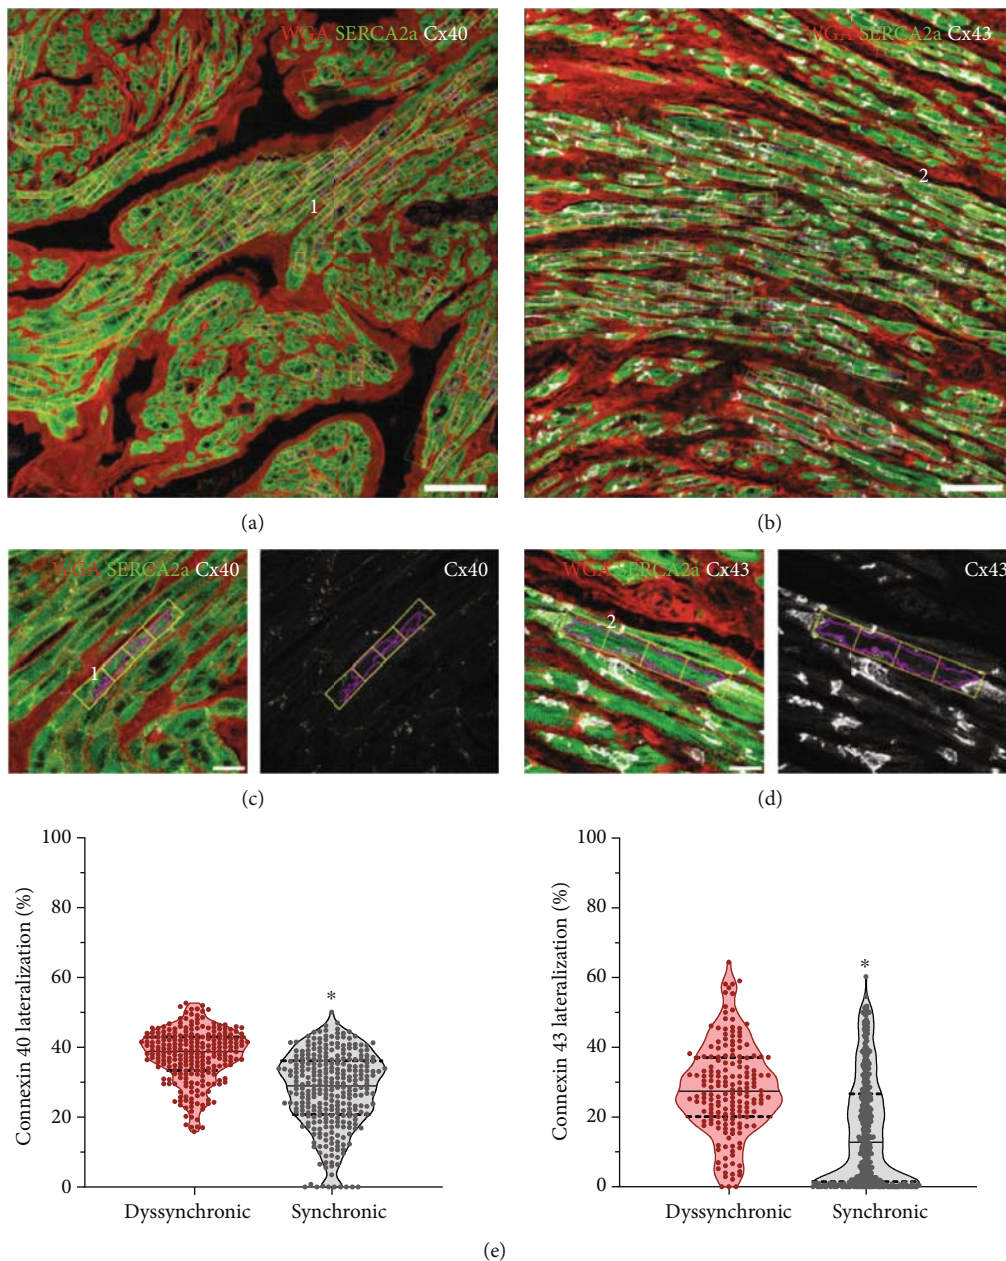 WGA SERCA2a Cx40
1
(a)
WGA SERCA2a Cx43
2
(b)
WGA SERCA2a Cx40
1
Cx40
(c)
WGA SERCA2a Cx43
2
Cx43
(d)
Connexin 40 lateralization (%)
100
80
60
40
20
0
*
Dyssynchronic Synchronic
Connexin 43 lateralization (%)
100
80
60
40
20
0
*
Dyssynchronic Synchronic
(e)